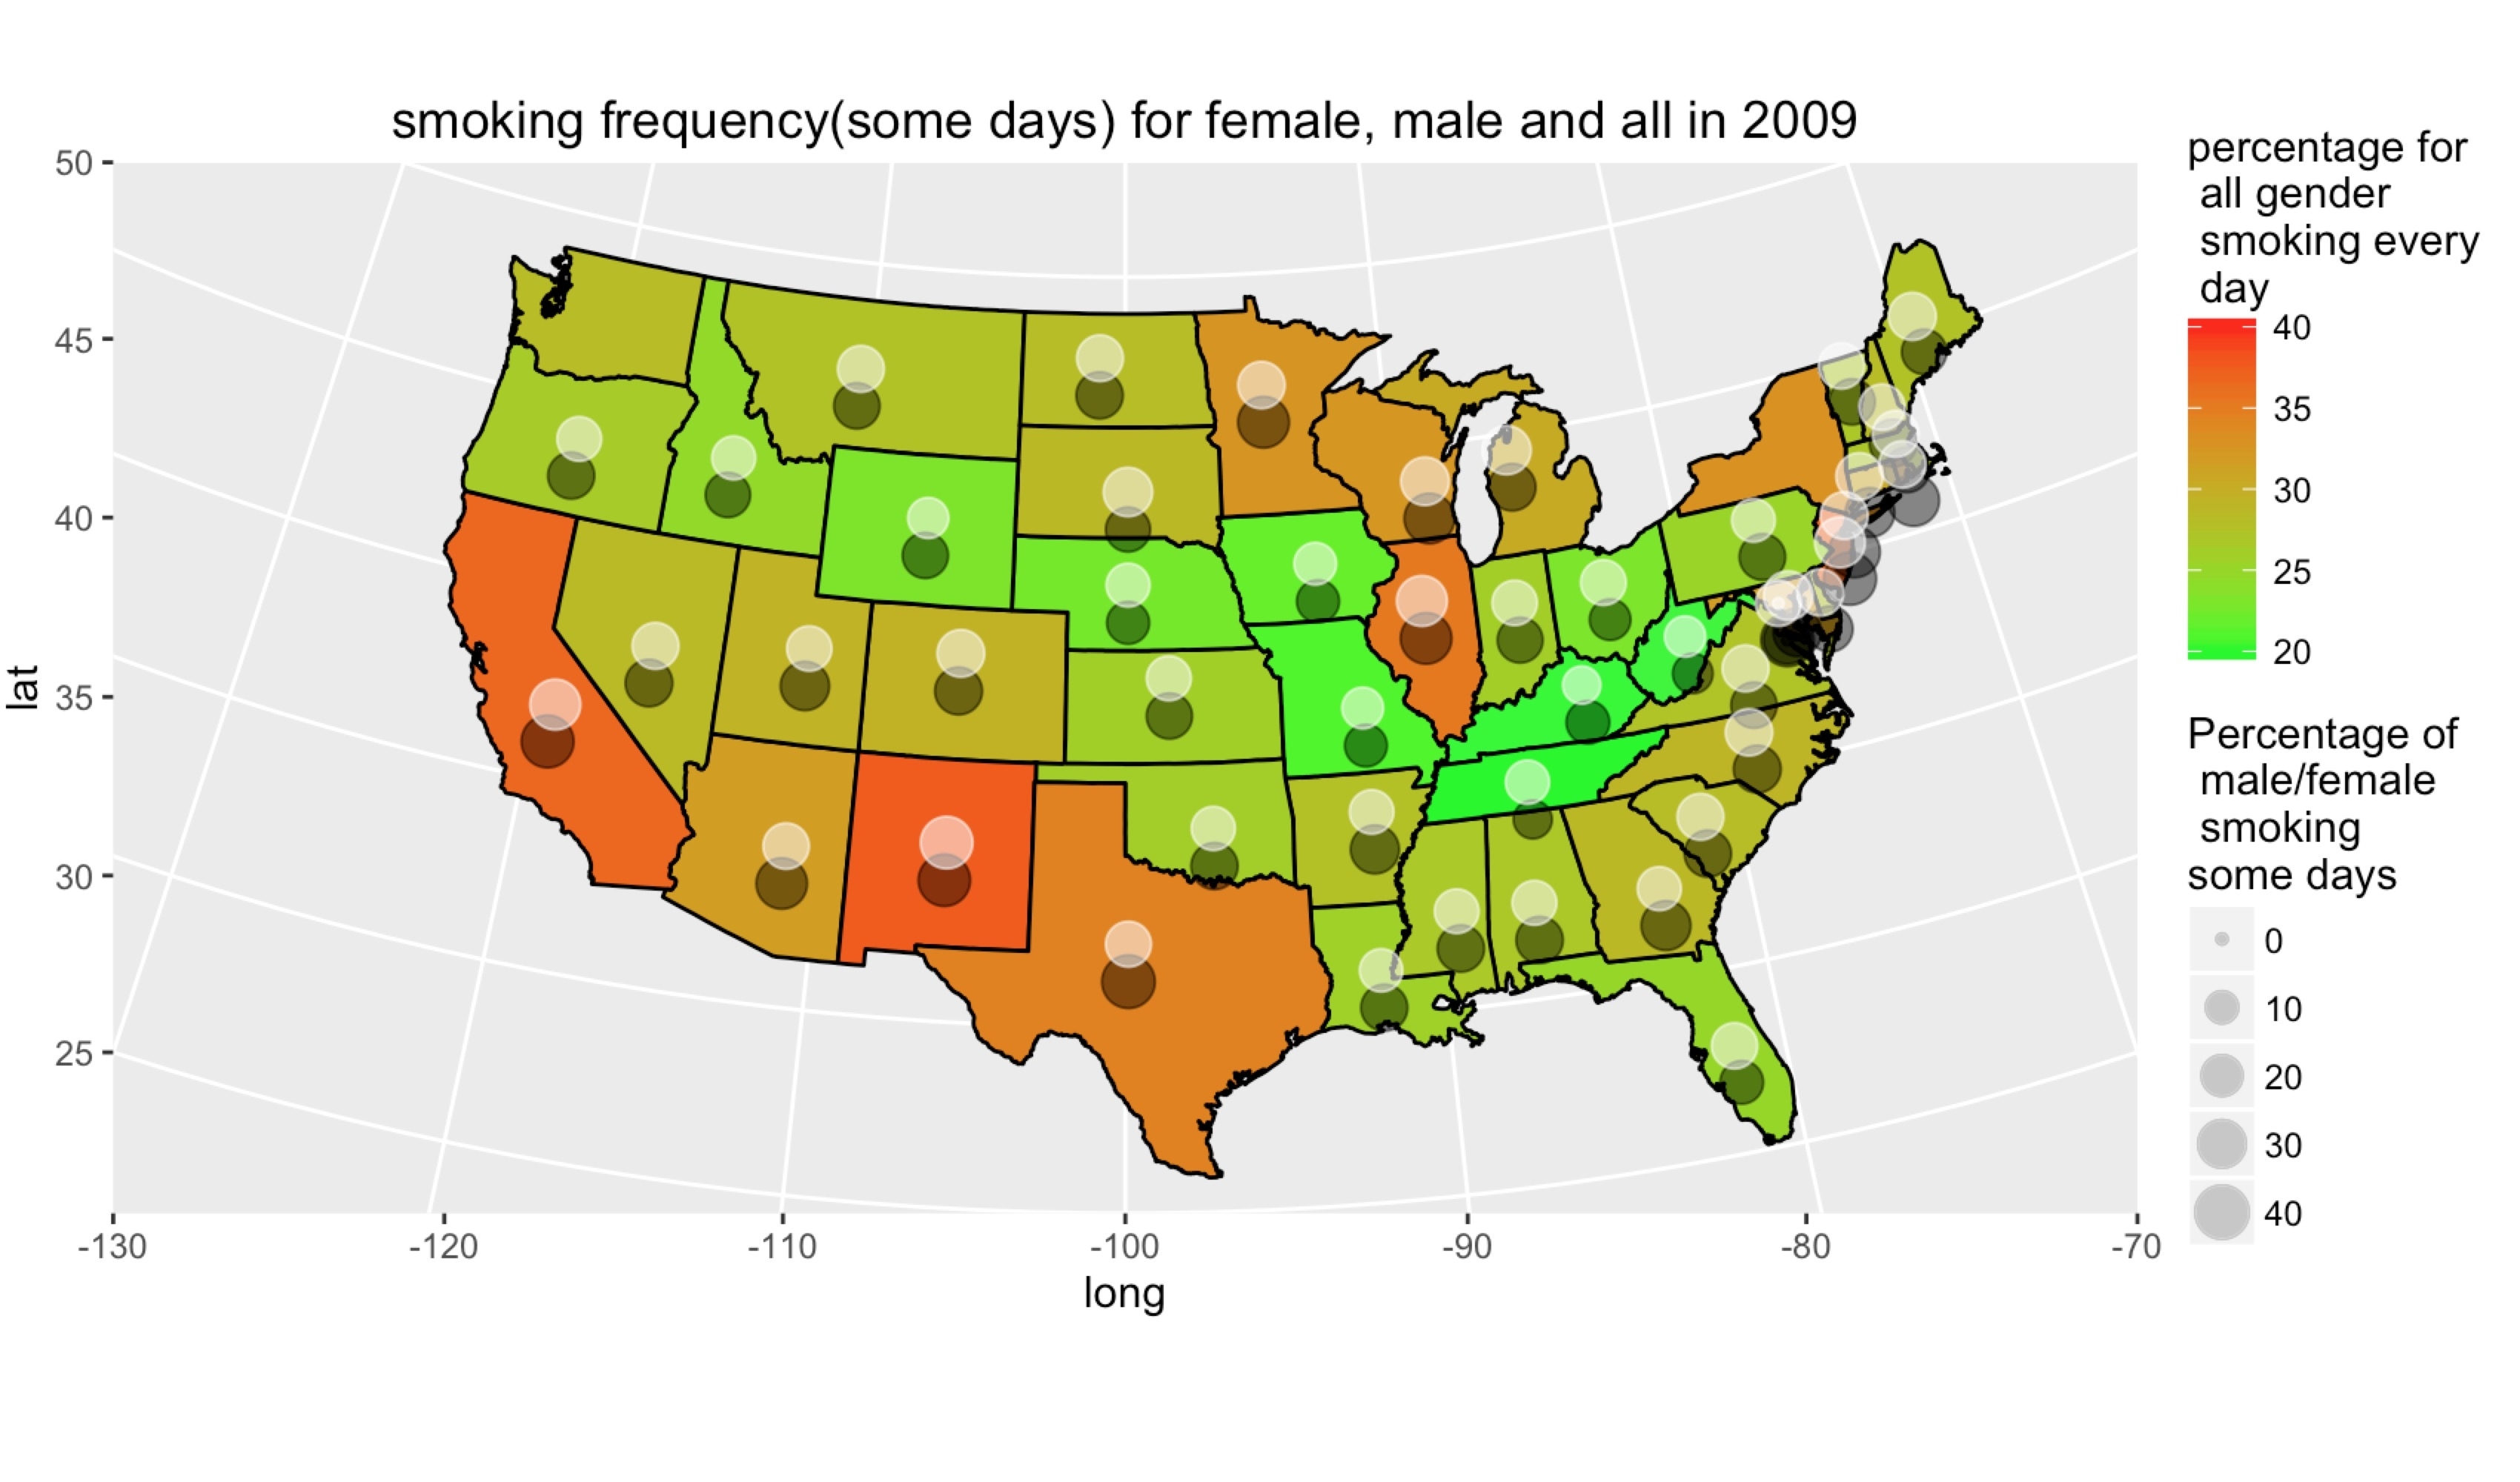 smoking frequency(some days) for female, male and all in 2009
50
45
40
35
30
25
lat
-130
-120
-110
-100
-90
-80
-70
long
percentage for
all gender
smoking every
day
40
35
30
25
20
Percentage of
male/female
smoking
some days
0
10
20
30
40